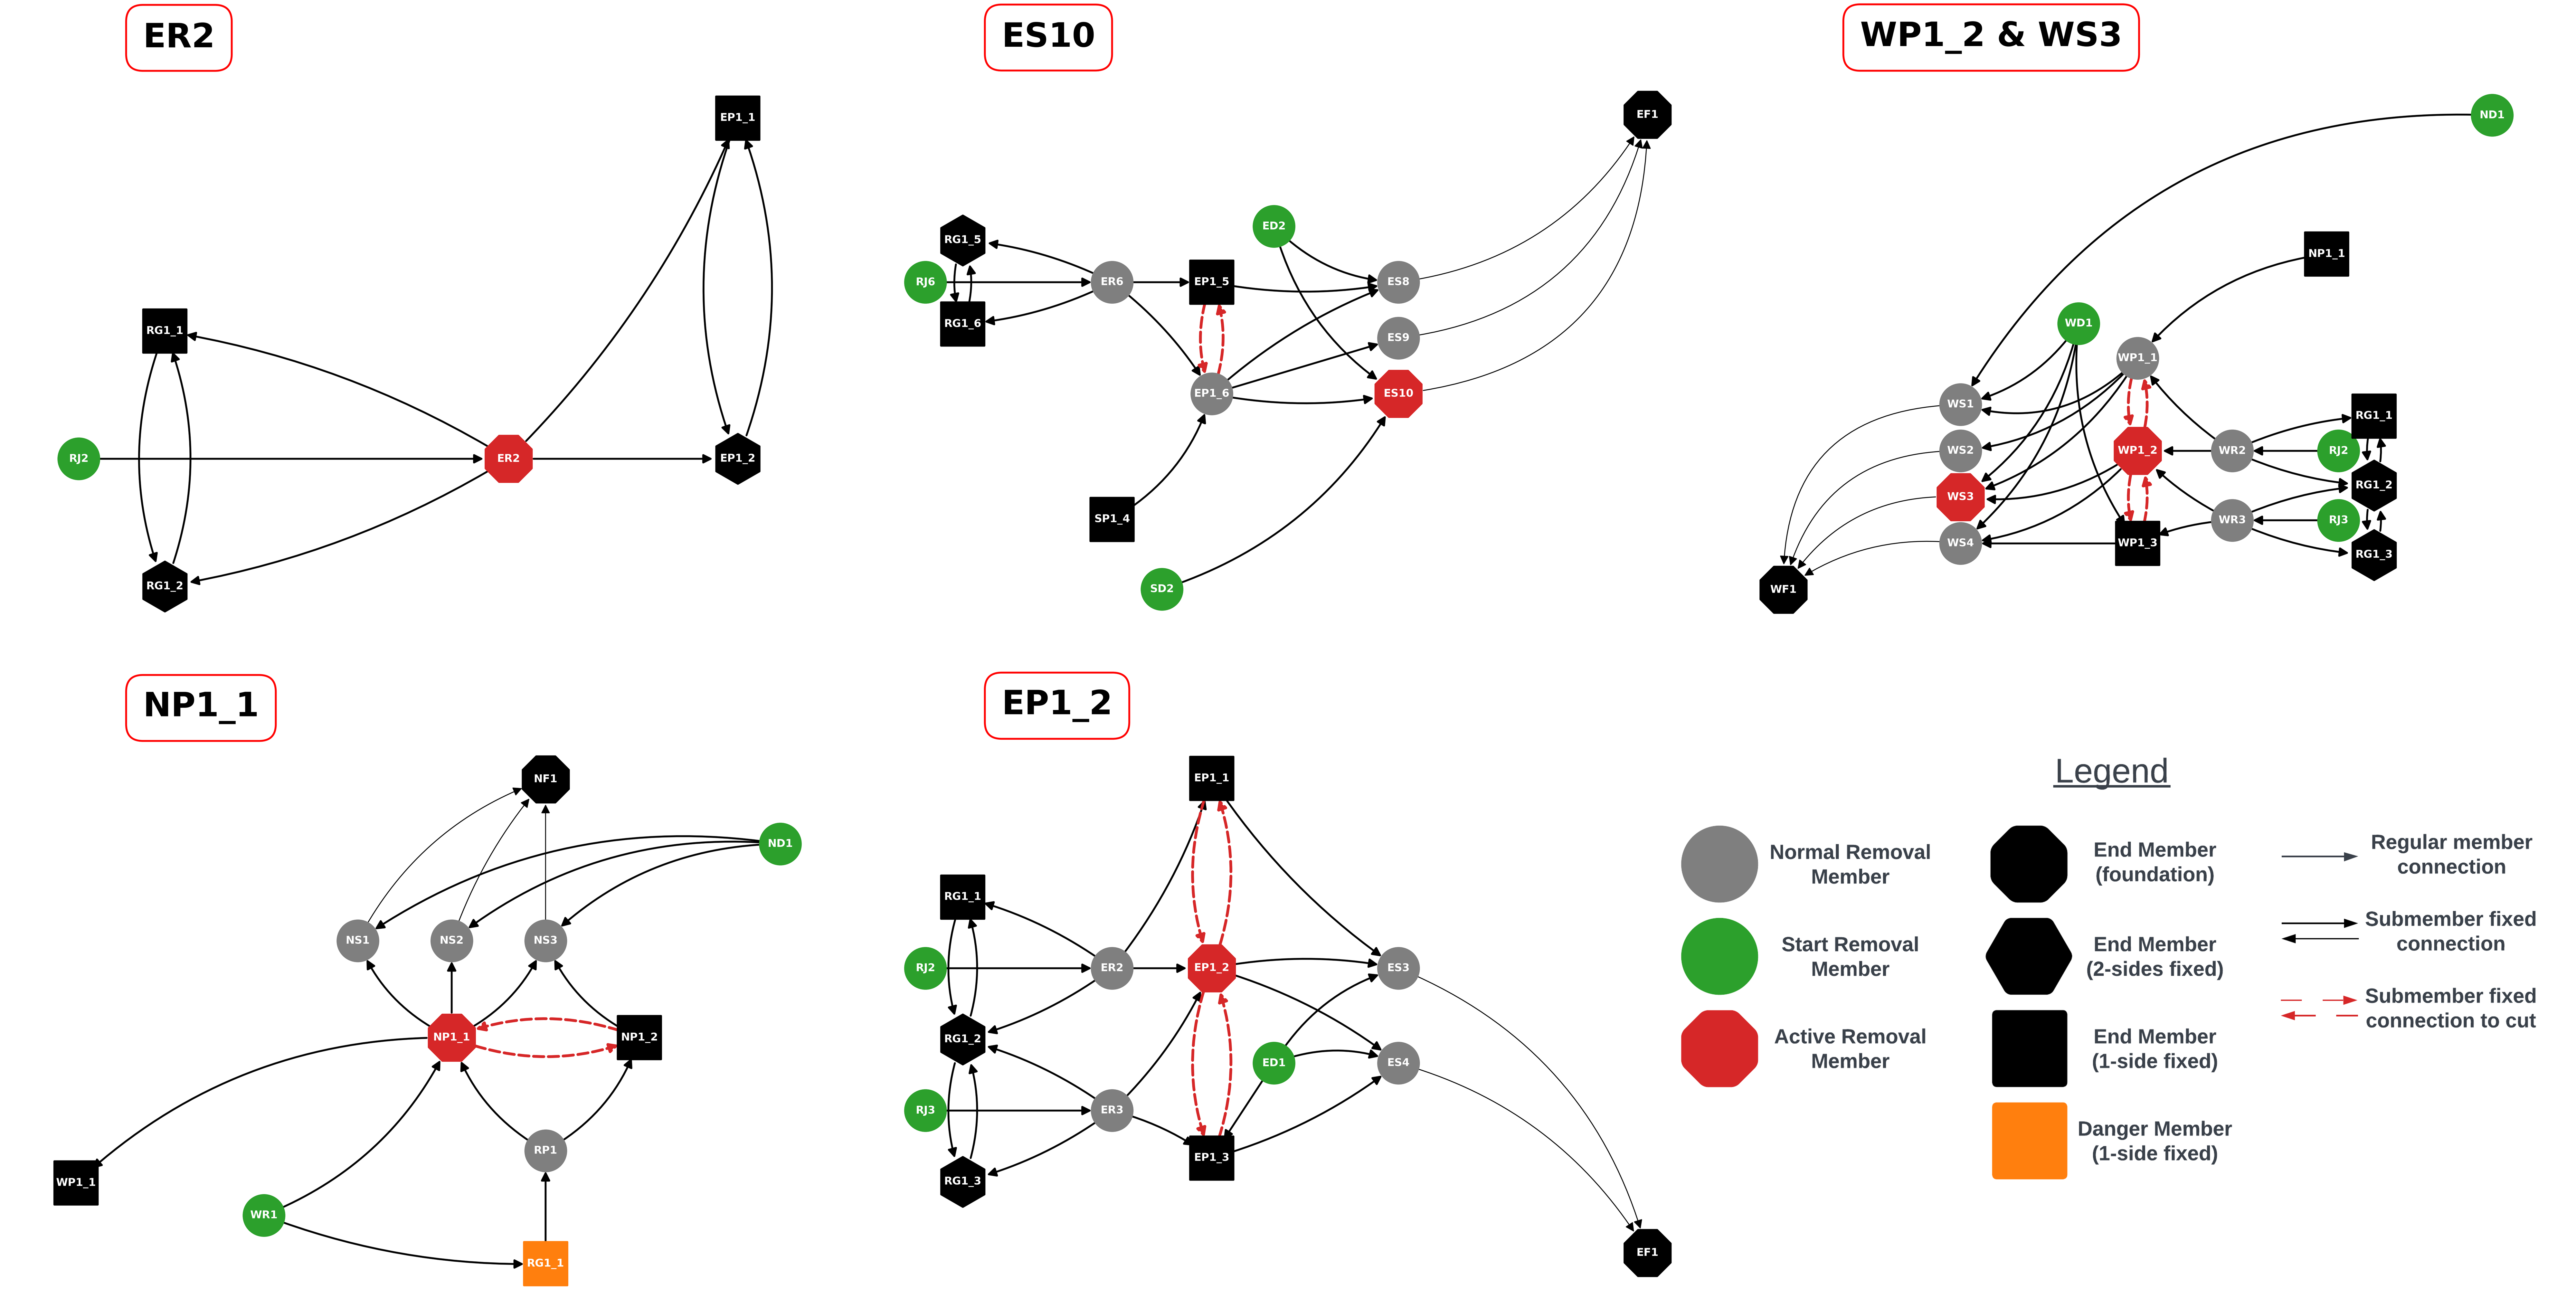 ER2
EP1_1
RG1_1
RJ2
ER2
EP1_2
RG1_2
ES10
EF1
ED2
RG1_5
RJ6
ER6
EP1_5
ES8
RG1_6
ES9
EP1_6
ES10
SP1_4
SD2
WP1_2 & WS3
ND1
NP1_1
WD1
WP1_1
WS1
RG1_1
WS2
WP1_2
WR2
RJ2
RG1_2
WS3
WR3
RJ3
WS4
WP1_3
RG1_3
WF1
NP1_1
NF1
ND1
NS1
NS2
NS3
NP1_1
NP1_2
RP1
WP1_1
WR1
RG1_1
EP1_2
EP1_1
RG1_1
RJ2
ER2
EP1_2
ES3
RG1_2
ED1
ES4
RJ3
ER3
EP1_3
RG1_3
EF1
Legend
Normal Removal
Member
Start Removal
Member
Active Removal
Member
End Member
(foundation)
End Member
(2-sides fixed)
End Member
(1-side fixed)
Danger Member
(1-side fixed)
Regular member
connection
Submember fixed
connection
Submember fixed
connection to cut